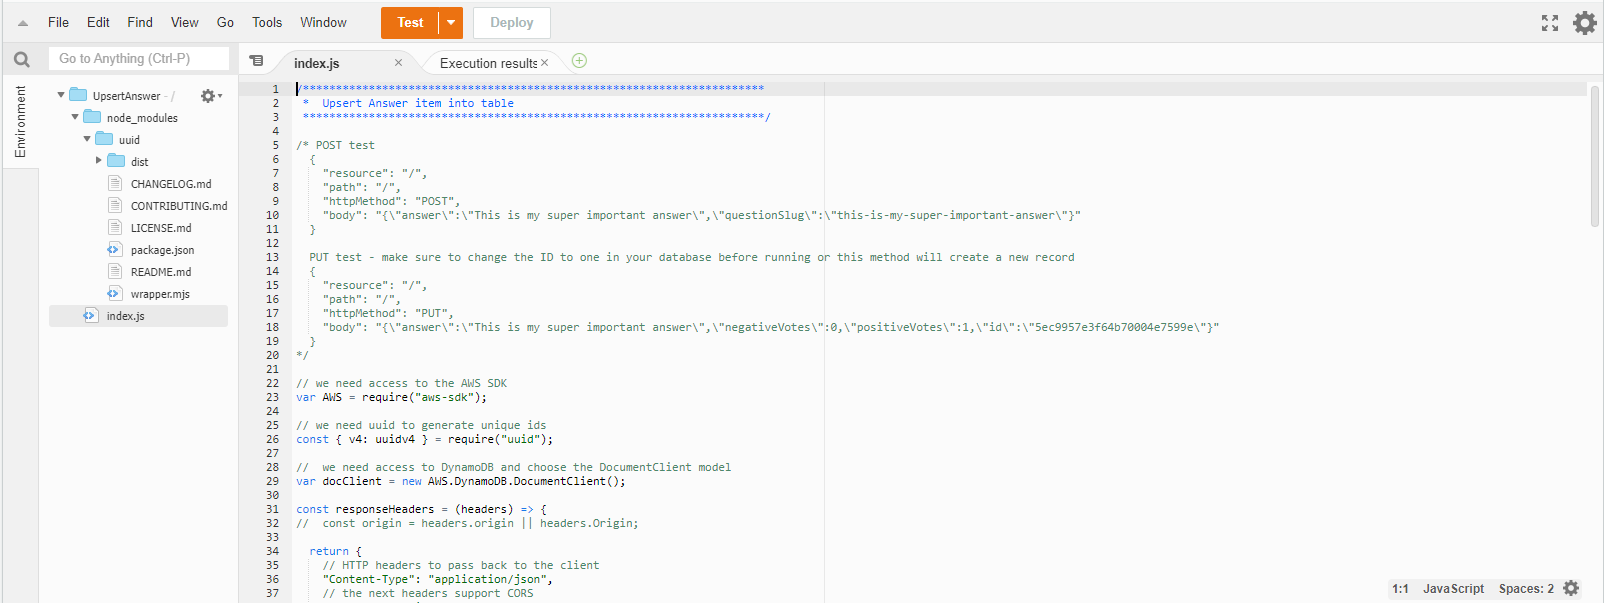 File Edit Find View Go Tools Window Test Deploy
Go to Anything (Ctrl-P)
index.js
Execution results
Environment
UpsertAnswer - /
node_modules
uuid
dist
CHANGELOG.md
CONTRIBUTING.md
LICENSE.md
package.json
README.md
wrapper.mjs
index.js
1 /**********************************************************************
2 *  Upsert Answer item into table
3 **********************************************************************/
4
5 /* POST test
6 {
7 "resource": "/",
8 "path": "/",
9 "httpMethod": "POST",
10 "body": "{\"answer\":\"This is my super important answer\",\"questionSlug\":\"this-is-my-super-important-answer\"}"
11 }
12
13 PUT test - make sure to change the ID to one in your database before running or this method will create a new record
14 {
15 "resource": "/",
16 "path": "/",
17 "httpMethod": "PUT",
18 "body": "{\"answer\":\"This is my super important answer\",\"negativeVotes\":0,\"positiveVotes\":1,\"id\":\"5ec9957e3f64b70004e7599e\"}"
19 }
20 */
21
22 // we need access to the AWS SDK
23 var AWS = require("aws-sdk");
24
25 // we need uuid to generate unique ids
26 const { v4: uuidv4 } = require("uuid");
27
28 //  we need access to DynamoDB and choose the DocumentClient model
29 var docClient = new AWS.DynamoDB.DocumentClient();
30
31 const responseHeaders = (headers) => {
32 //  const origin = headers.origin || headers.Origin;
33
34 return {
35 // HTTP headers to pass back to the client
36 "Content-Type": "application/json",
37 // the next headers support CORS
1:1 JavaScript Spaces: 2